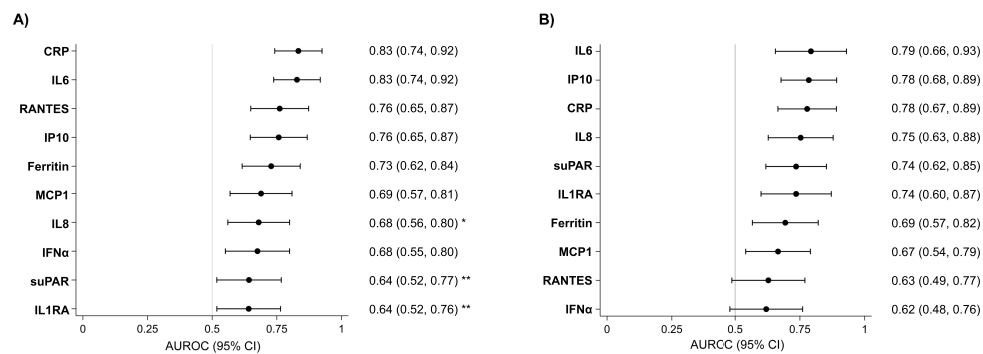 A)
CRP 0.83 (0.74, 0.92)
IL6 0.83 (0.74, 0.92)
RANTES 0.76 (0.65, 0.87)
IP10 0.76 (0.65, 0.87)
Ferritin 0.73 (0.62, 0.84)
MCP1 0.69 (0.57, 0.81)
IL8 0.68 (0.56, 0.80) *
IFNα 0.68 (0.55, 0.80)
suPAR 0.64 (0.52, 0.77) **
IL1RA 0.64 (0.52, 0.76) **
0 0.25 0.5 0.75 1
AUROC (95% CI)
B)
IL6 0.79 (0.66, 0.93)
IP10 0.78 (0.68, 0.89)
CRP 0.78 (0.67, 0.89)
IL8 0.75 (0.63, 0.88)
suPAR 0.74 (0.62, 0.85)
IL1RA 0.74 (0.60, 0.87)
Ferritin 0.69 (0.57, 0.82)
MCP1 0.67 (0.54, 0.79)
RANTES 0.63 (0.49, 0.77)
IFNα 0.62 (0.48, 0.76)
0 0.25 0.5 0.75 1
AUROC (95% CI)